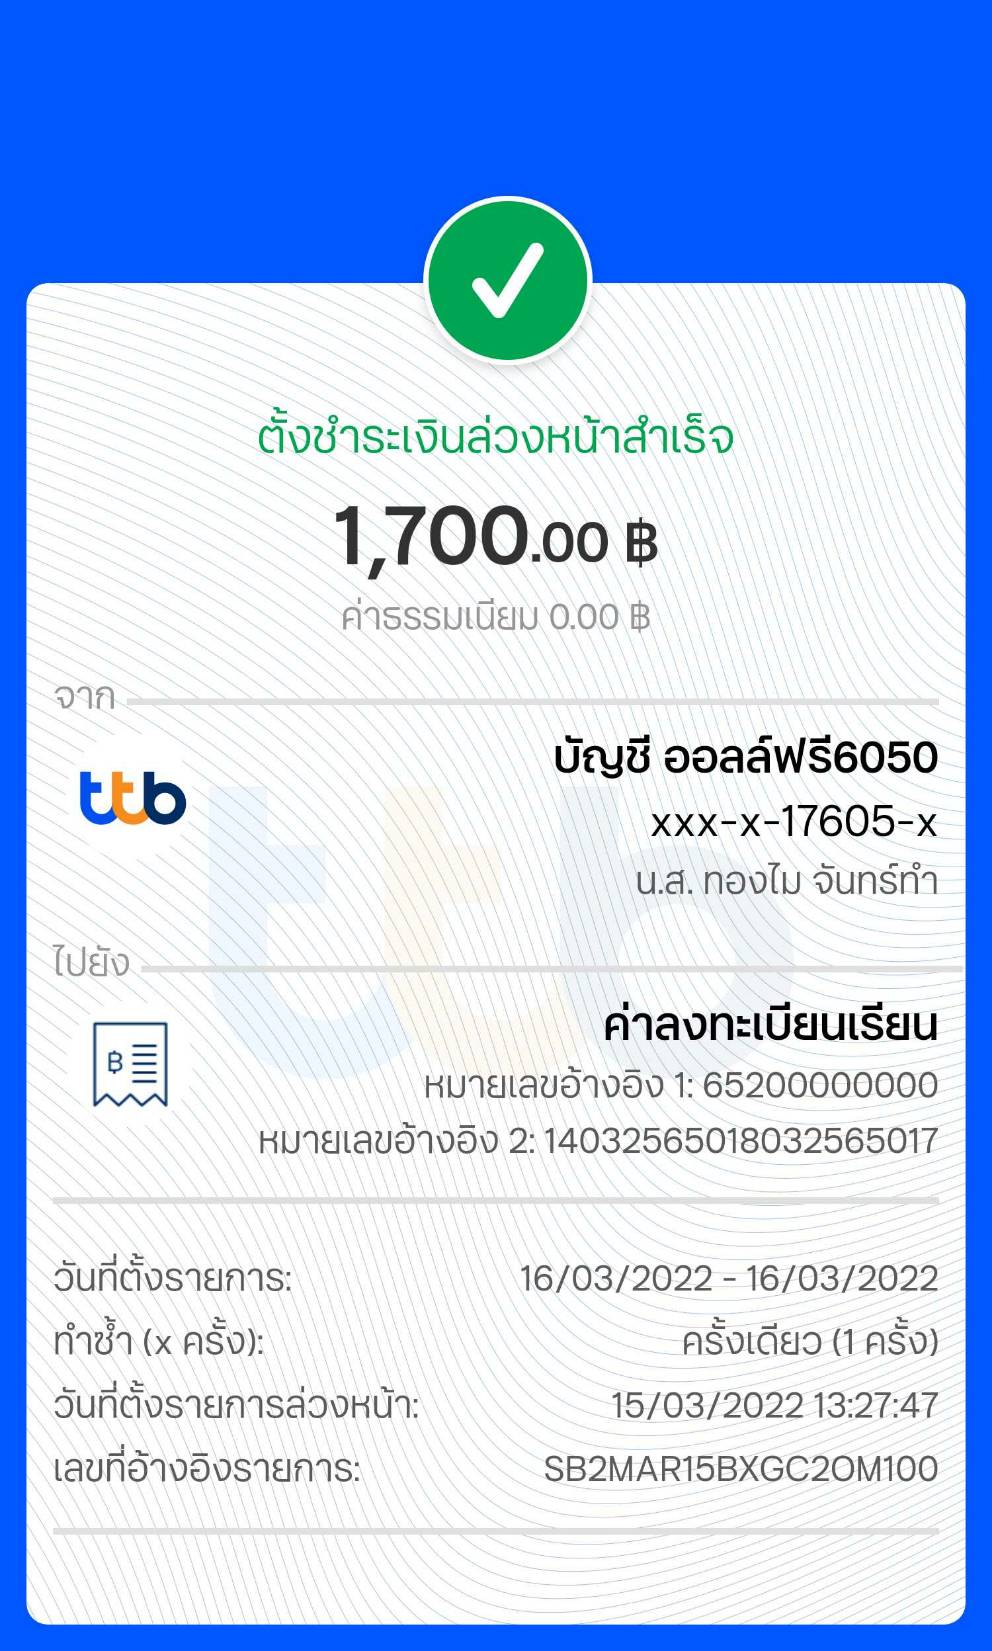 ตั้งชำระเงินล่วงหน้าสำเร็จ
1,700.00 ฿
ค่าธรรมเนียม 0.00 ฿
จาก
ttb
บัญชี ออลล์ฟรี6050
xxx-x-17605-x
น.ส. ทองไม จันทร์ทำ
ไปยัง
฿
ค่าลงทะเบียนเรียน
หมายเลขอ้างอิง 1: 65200000000
หมายเลขอ้างอิง 2: 14032565018032565017
วันที่ตั้งรายการ: 16/03/2022 - 16/03/2022
ทำซ้ำ (x ครั้ง): ครั้งเดียว (1 ครั้ง)
วันที่ตั้งรายการล่วงหน้า: 15/03/2022 13:27:47
เลขที่อ้างอิงรายการ: SB2MAR15BXGC2OM100